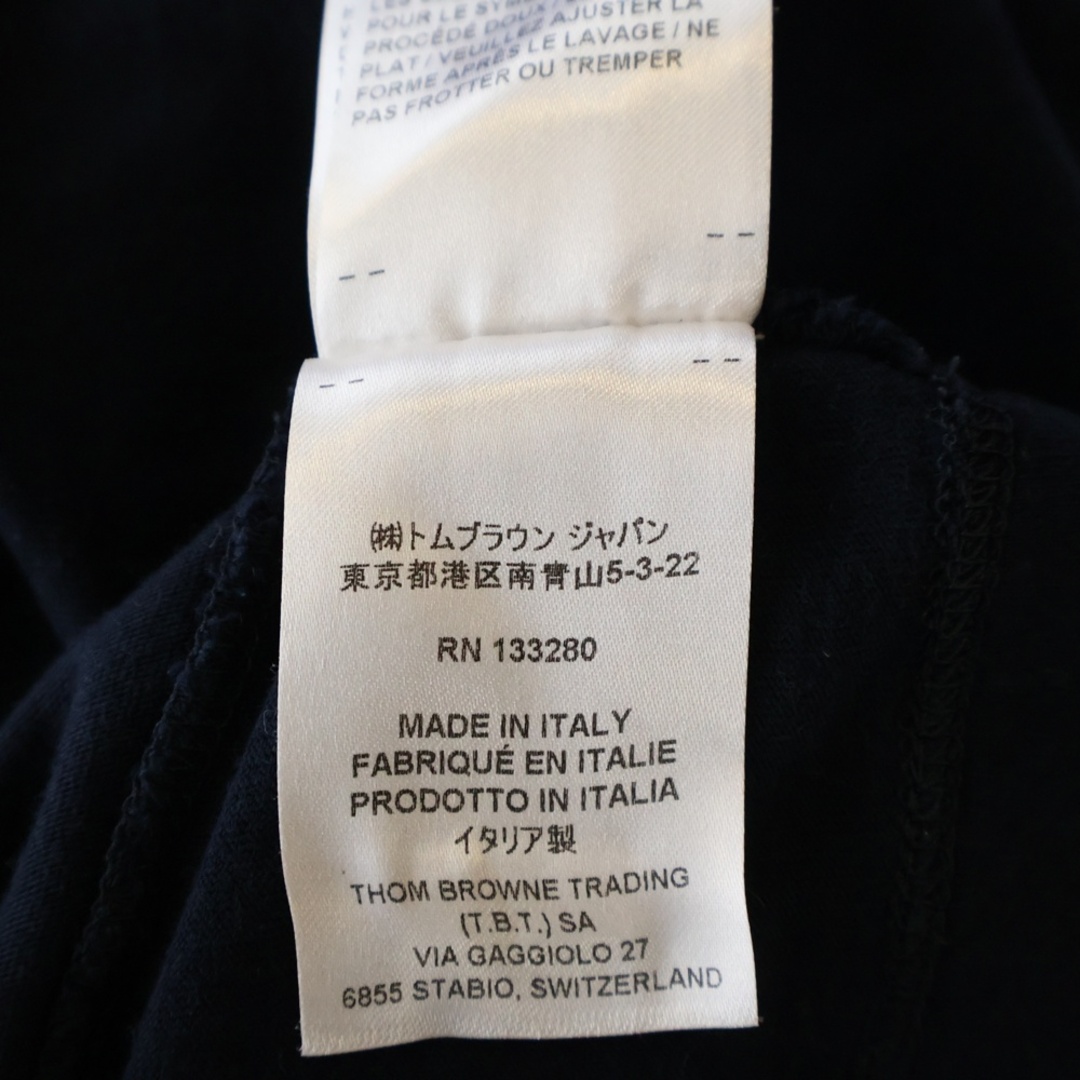 POUR LE
PROCÉDÉ DOUX
AJUSTER LA
PLAT / VEUILLEZ
FORME APRÈS LE LAVAGE / NE
PAS FROTTER OU TREMPER
㈱トムブラウン ジャパン
東京都港区南青山5-3-22
RN 133280
MADE IN ITALY
FABRIQUÉ EN ITALIE
PRODOTTO IN ITALIA
イタリア製
THOM BROWNE TRADING
(T.B.T.) SA
VIA GAGGIOLO 27
6855 STABIO, SWITZERLAND